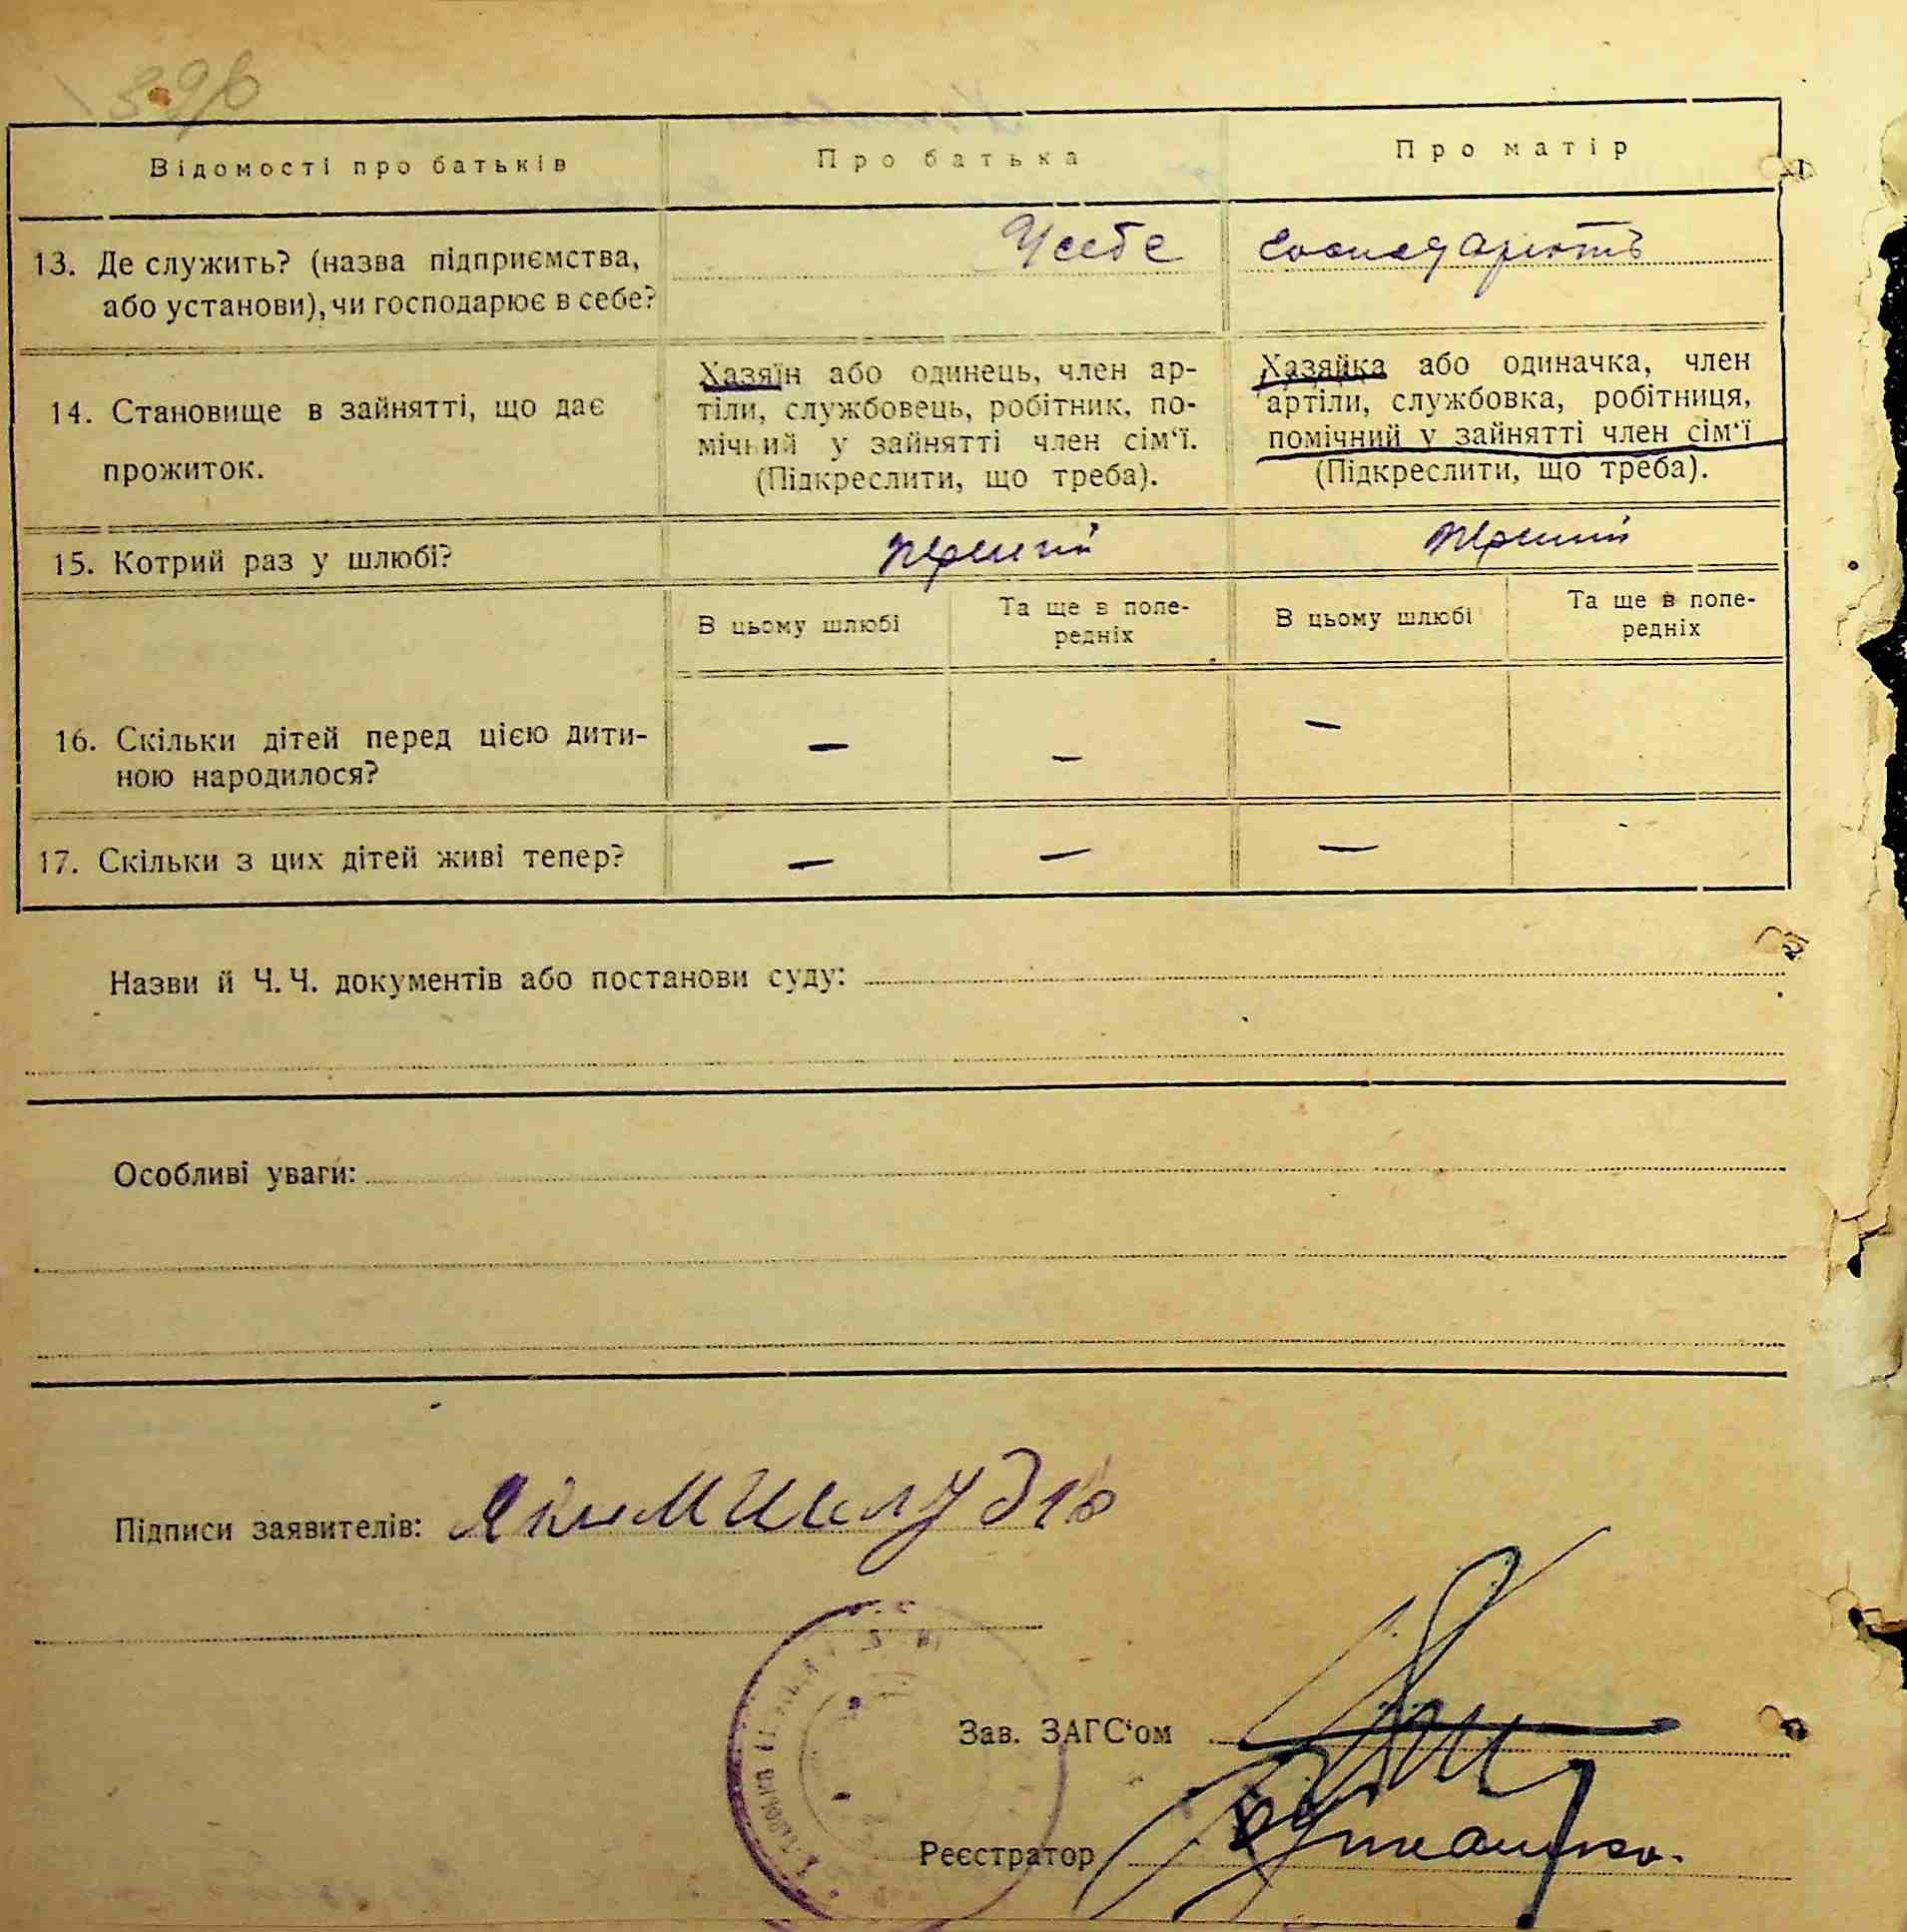 Відомості про батьків
Про батька
Про матір
13. Де служить? (назва підприємства,
або установи), чи господарює в себе?
У себе господарюють
14. Становище в зайнятті, що дає
прожиток.
Хазяїн або одинець, член ар-
тіли, службовець, робітник, по-
мічний у зайнятті член сім‘ї.
(Підкреслити, що треба).
Хазяйка або одиначка, член
артіли, службовка, робітниця,
помічний у зайнятті член сім‘ї
(Підкреслити, що треба).
15. Котрий раз у шлюбі?
перший
перший
В цьому шлюбі
Та ще в попе-
редніх
В цьому шлюбі
Та ще в попе-
редніх
16. Скільки дітей перед цією дити-
ною народилося?
—
—
—
17. Скільки з цих дітей живі тепер?
—
—
—
Назви й Ч. Ч. документів або постанови суду:
Особливі уваги:
Підписи заявителів:
Зав. ЗАГС‘ом
Реєстратор